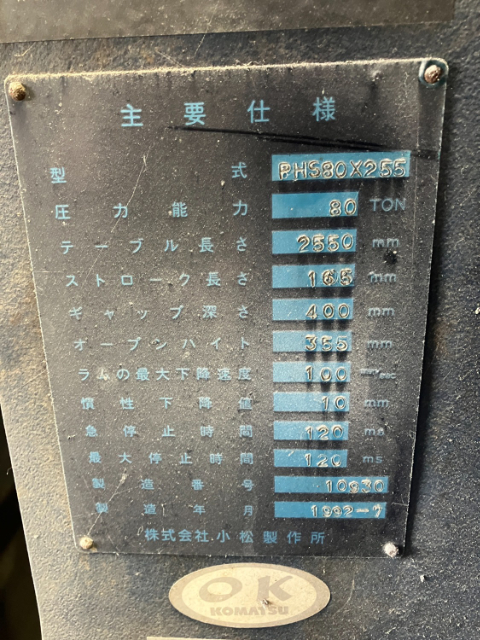 主要仕様
型式 PHS80X255
圧力能力 80 TON
テーブル長さ 2550 mm
ストローク長さ 165 mm
ギャップ深さ 400 mm
オープンハイト 355 mm
ラムの最大下降速度 100 mm/sec
慣性下降値 10 mm
急停止時間 120 ms
最大停止時間 120 ms
製造番号 10930
製造年月 1992-7
株式会社 小松製作所
OK
KOMATSU